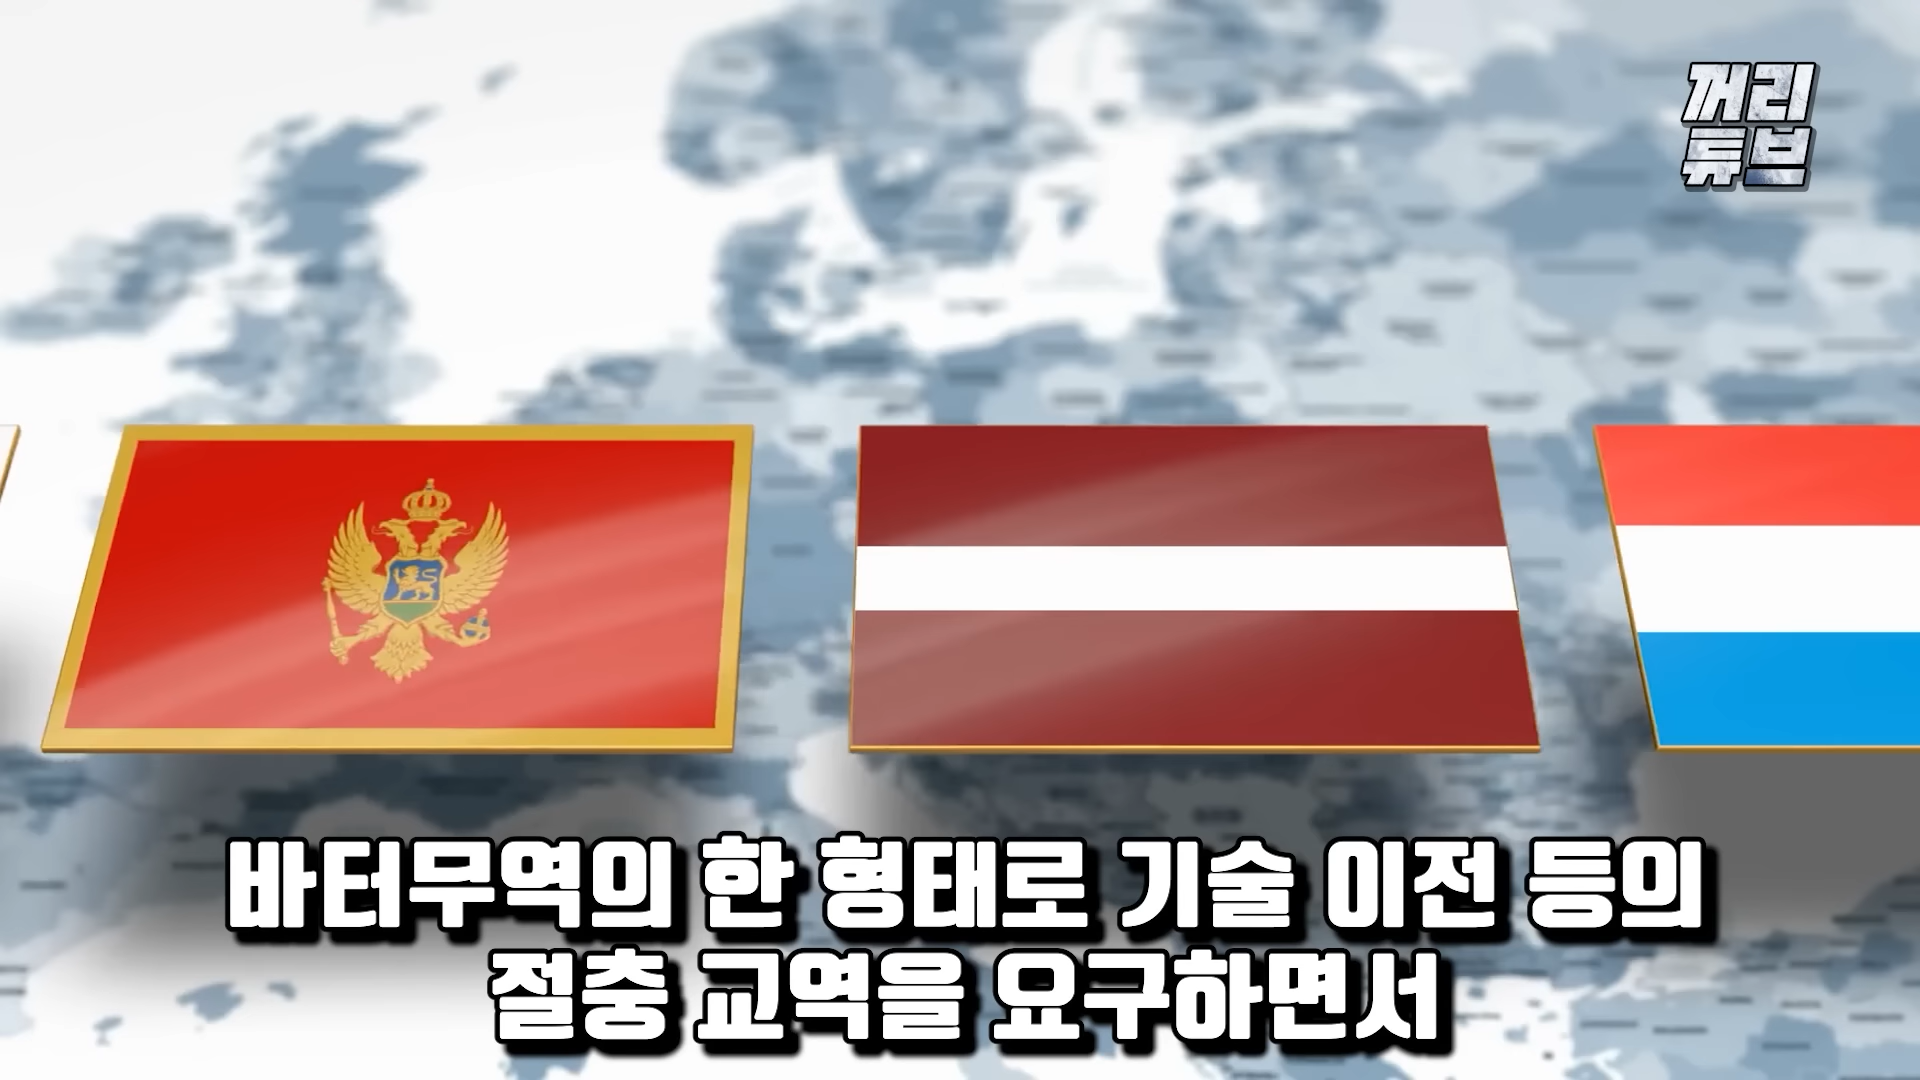 꺼리
튜브
바터무역의 한 형태로 기술 이전 등의
절충 교역을 요구하면서